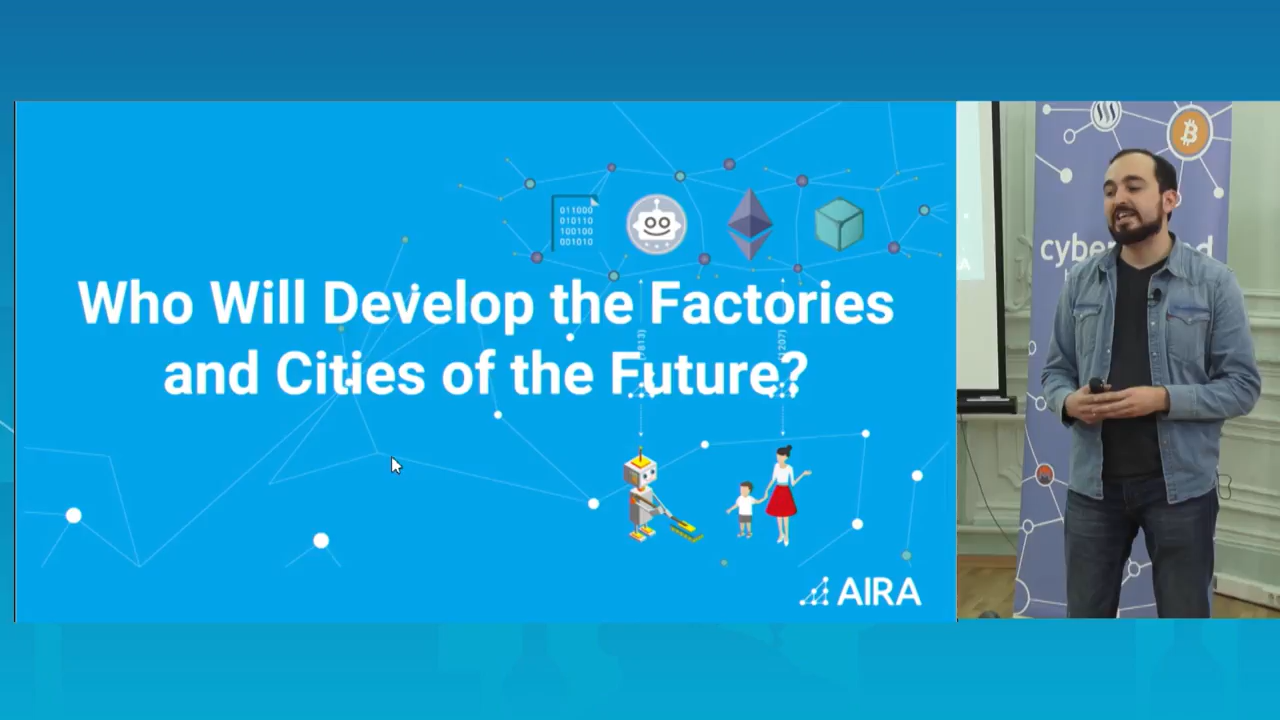 011000
010110
100100
001010
Who Will Develop the Factories
and Cities of the Future?
AIRA